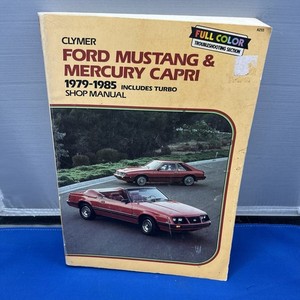 FULL COLOR
TROUBLESHOOTING SECTION
CLYMER
FORD MUSTANG &
MERCURY CAPRI
1979-1985 INCLUDES TURBO
SHOP MANUAL